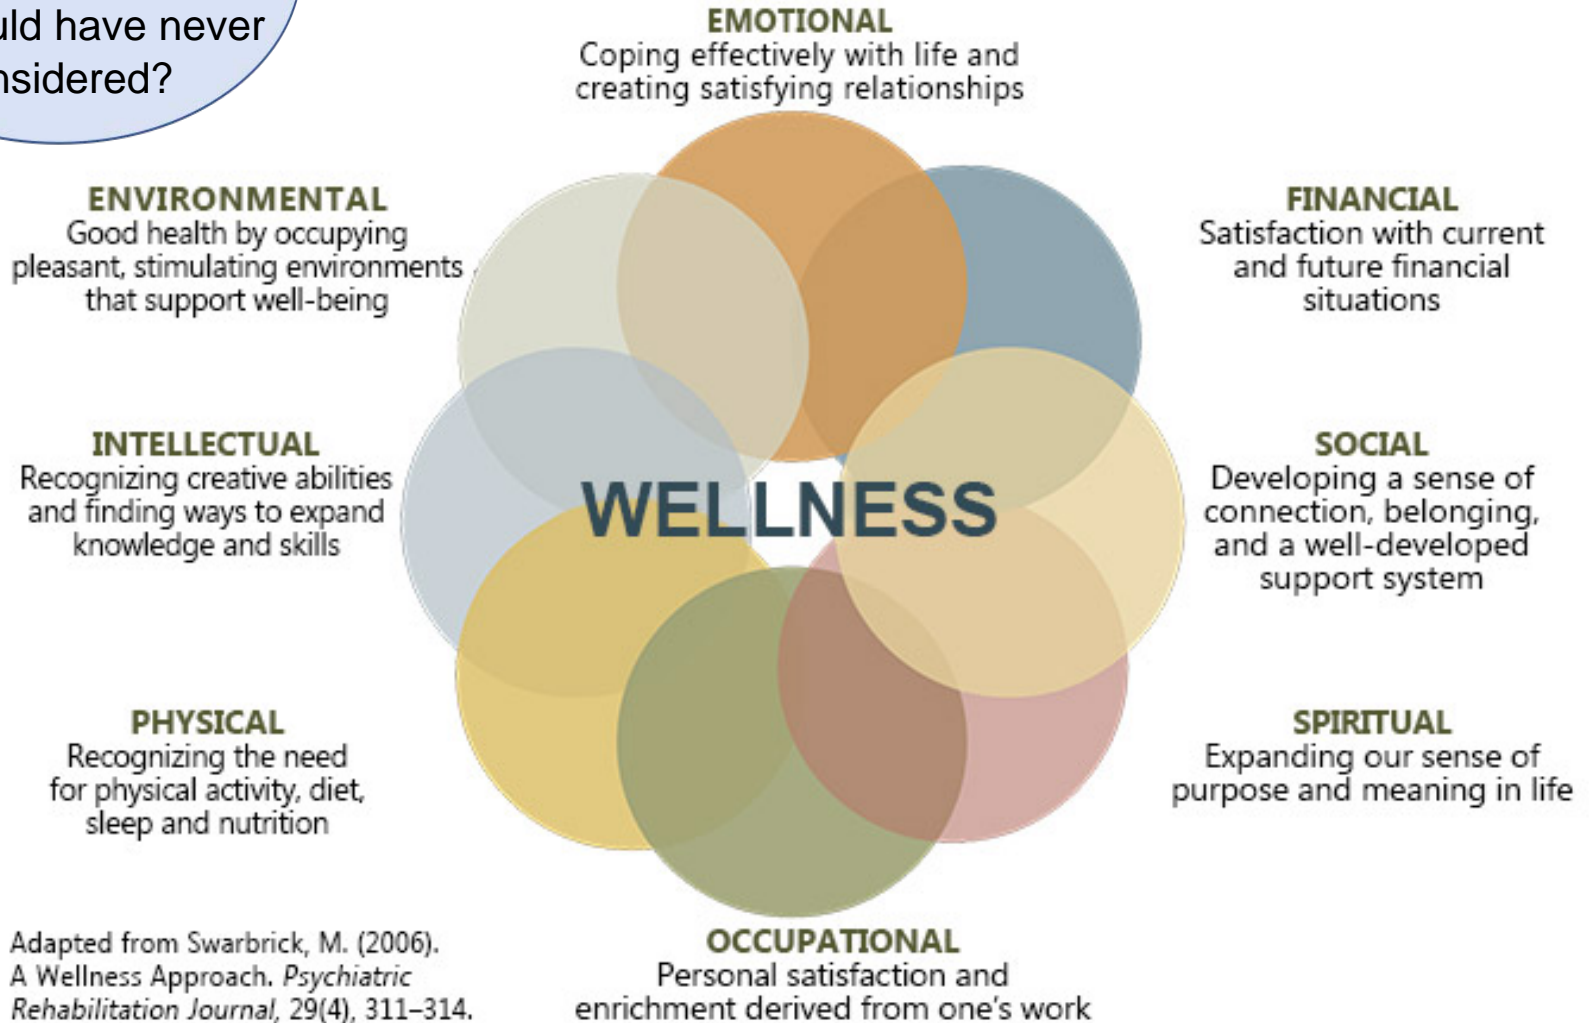 have never
EMOTIONAL
Coping effectively with life and
creating satisfying relationships
ENVIRONMENTAL
Good health by occupying
pleasant, stimulating environments
that support well-being
FINANCIAL
Satisfaction with current
and future financial
situations
INTELLECTUAL
Recognizing creative abilities
and finding ways to expand
knowledge and skills
WELLNESS
SOCIAL
Developing a sense of
connection, belonging,
and a well-developed
support system
PHYSICAL
Recognizing the need
for physical activity, diet,
sleep and nutrition
SPIRITUAL
Expanding our sense of
purpose and meaning in life
Adapted from Swarbrick, M. (2006).
A Wellness Approach. Psychiatric
Rehabilitation Journal, 29(4), 311–314.
OCCUPATIONAL
Personal satisfaction and
enrichment derived from one's work